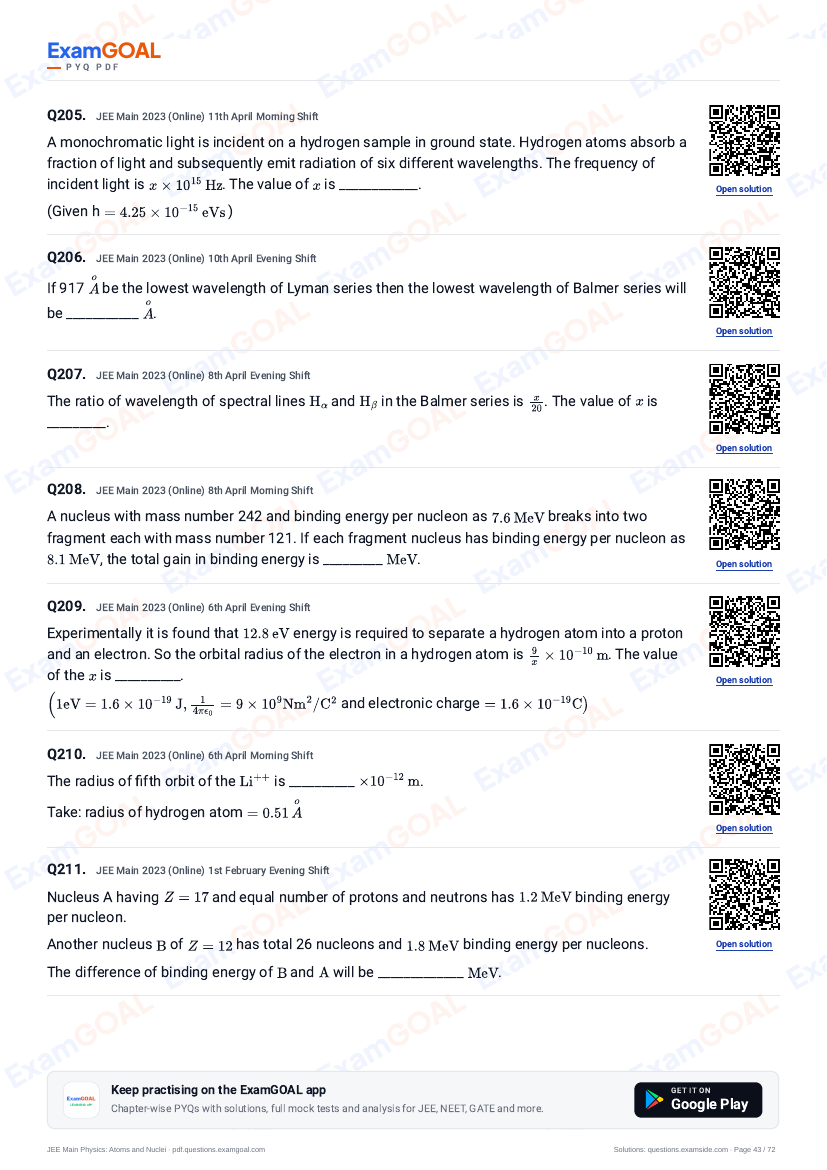 ExamGOAL
PYQ PDF
Q205. JEE Main 2023 (Online) 11th April Morning Shift
A monochromatic light is incident on a hydrogen sample in ground state. Hydrogen atoms absorb a
fraction of light and subsequently emit radiation of six different wavelengths. The frequency of
incident light is x × 10¹⁵ Hz. The value of x is ____________.
(Given h = 4.25 × 10⁻¹⁵ eVs)
Open solution
Q206. JEE Main 2023 (Online) 10th April Evening Shift
If 917 Å be the lowest wavelength of Lyman series then the lowest wavelength of Balmer series will
be ___________ Å.
Open solution
Q207. JEE Main 2023 (Online) 8th April Evening Shift
The ratio of wavelength of spectral lines H_α and H_β in the Balmer series is x/20. The value of x is
_________.
Open solution
Q208. JEE Main 2023 (Online) 8th April Morning Shift
A nucleus with mass number 242 and binding energy per nucleon as 7.6 MeV breaks into two
fragment each with mass number 121. If each fragment nucleus has binding energy per nucleon as
8.1 MeV, the total gain in binding energy is _________ MeV.
Open solution
Q209. JEE Main 2023 (Online) 6th April Evening Shift
Experimentally it is found that 12.8 eV energy is required to separate a hydrogen atom into a proton
and an electron. So the orbital radius of the electron in a hydrogen atom is 9/x × 10⁻¹⁰ m. The value
of the x is __________.
(1eV = 1.6 × 10⁻¹⁹ J, 1/4πϵ₀ = 9 × 10⁹Nm²/C² and electronic charge = 1.6 × 10⁻¹⁹C)
Open solution
Q210. JEE Main 2023 (Online) 6th April Morning Shift
The radius of fifth orbit of the Li⁺⁺ is __________ ×10⁻¹² m.
Take: radius of hydrogen atom = 0.51 Å
Open solution
Q211. JEE Main 2023 (Online) 1st February Evening Shift
Nucleus A having Z = 17 and equal number of protons and neutrons has 1.2 MeV binding energy
per nucleon.
Another nucleus B of Z = 12 has total 26 nucleons and 1.8 MeV binding energy per nucleons.
The difference of binding energy of B and A will be _____________ MeV.
Open solution
Keep practising on the ExamGOAL app
Chapter-wise PYQs with solutions, full mock tests and analysis for JEE, NEET, GATE and more.
GET IT ON
Google Play
JEE Main Physics: Atoms and Nuclei · pdf.questions.examgoal.com
Solutions: questions.examside.com - Page 43 / 72